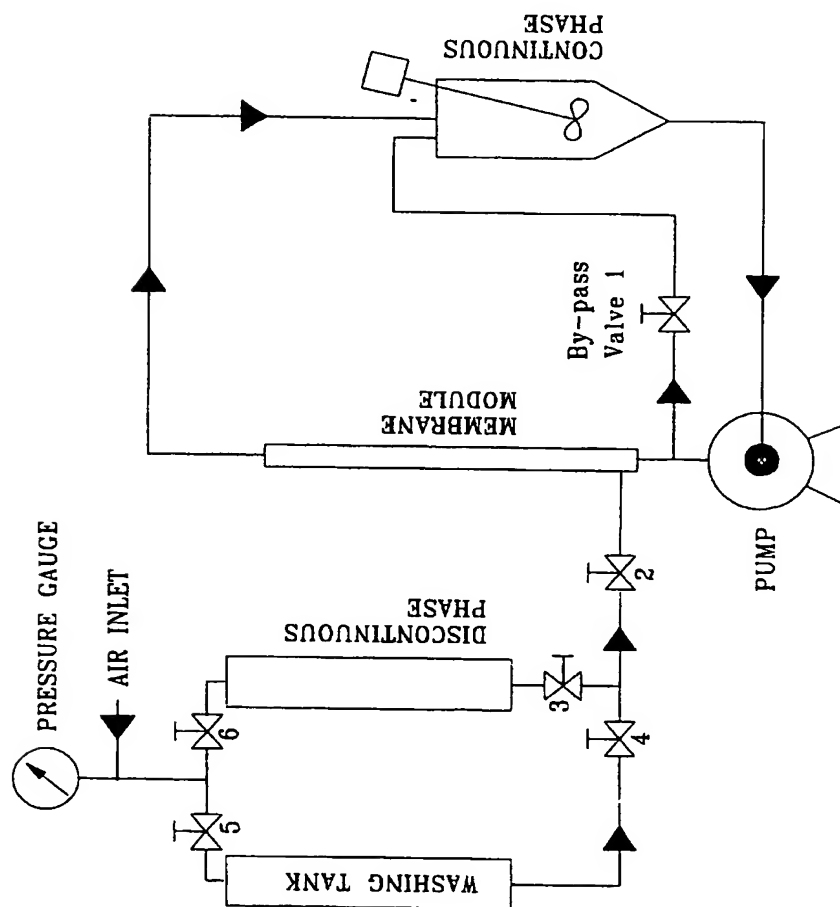 PRESSURE GAUGE
AIR INLET
CONTINUOUS
PHASE
By-pass
Valve 1
MEMBRANE
MODULE
DISCONTINUOUS
PHASE
WASHING TANK
PUMP
2
3
4
5
6